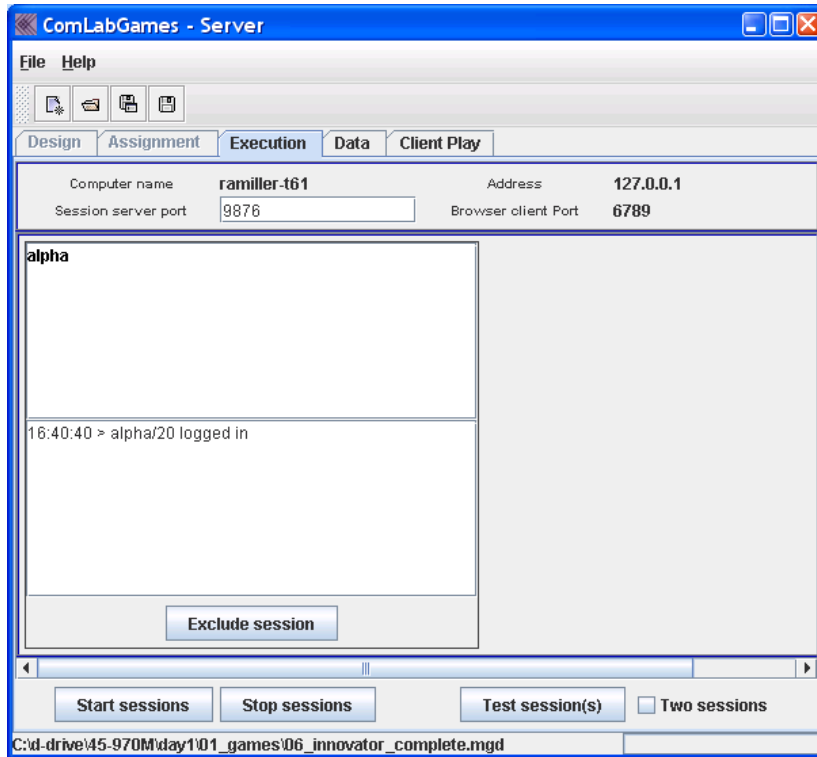 ComLabGames - Server
File Help
Design Assignment Execution Data Client Play
Computer name ramiller-t61 Address 127.0.0.1
Session server port 9876 Browser client Port 6789
alpha
16:40:40 > alpha/20 logged in
Exclude session
Start sessions Stop sessions Test session(s) Two sessions
C:\d-drive\45-970M\day1\01_games\06_innovator_complete.mgd